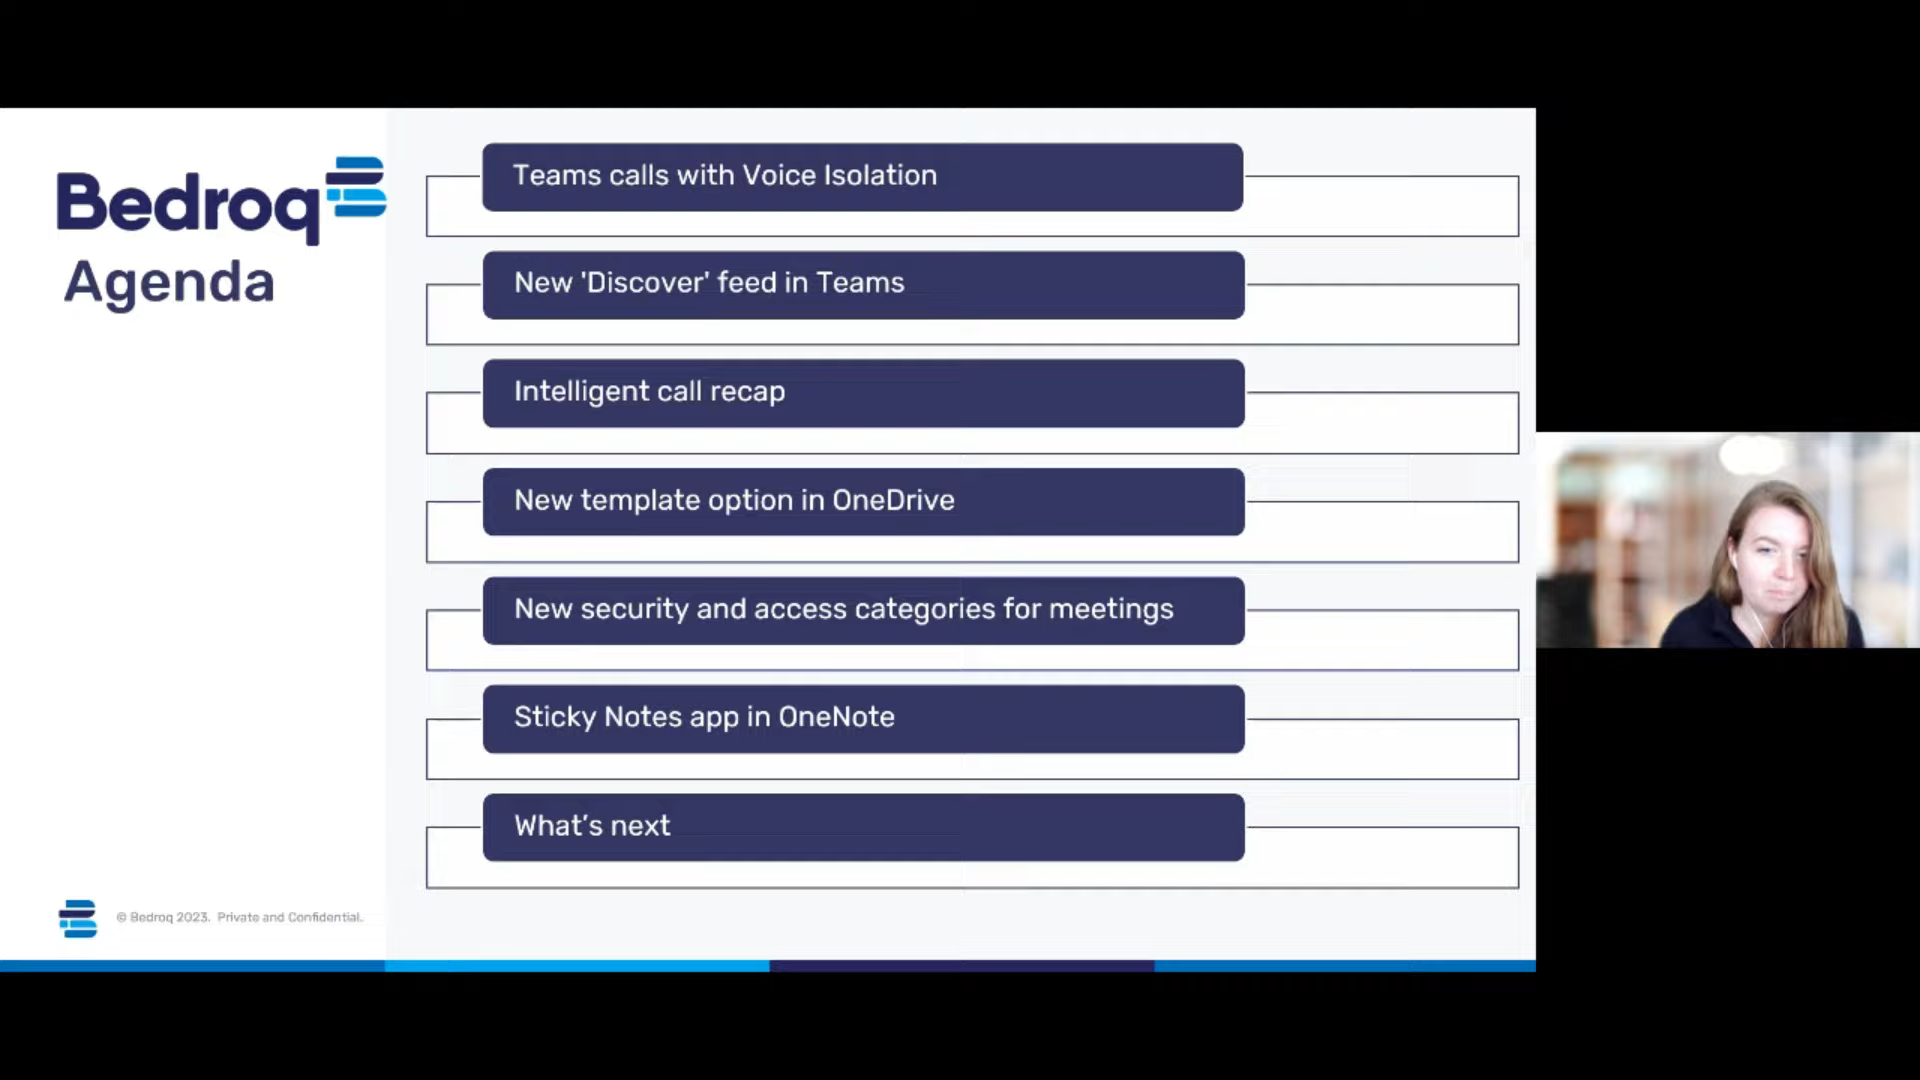 Bedroq
Agenda
Teams calls with Voice Isolation
New 'Discover' feed in Teams
Intelligent call recap
New template option in OneDrive
New security and access categories for meetings
Sticky Notes app in OneNote
What’s next
© Bedroq 2023. Private and Confidential.